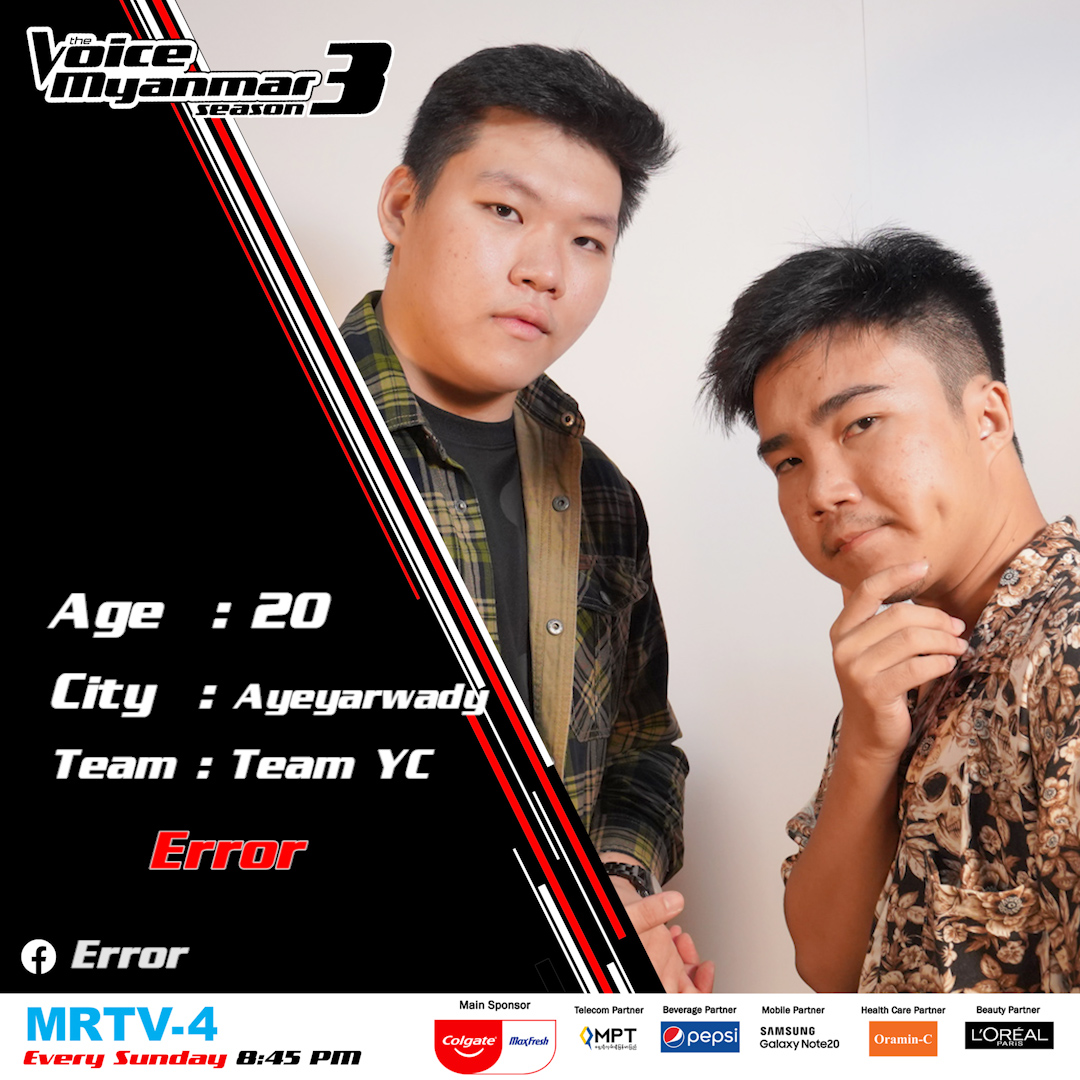 the
Voice
Myanmar
season 3
Age : 20
City : Ayeyarwady
Team : Team YC
Error
Error
MRTV-4
Every Sunday 8:45 PM
Main Sponsor
Colgate MaxFresh
Telecom Partner
MPT
Beverage Partner
pepsi
Mobile Partner
SAMSUNG
Galaxy Note20
Health Care Partner
Oramin-C
Beauty Partner
L'ORÉAL
PARIS